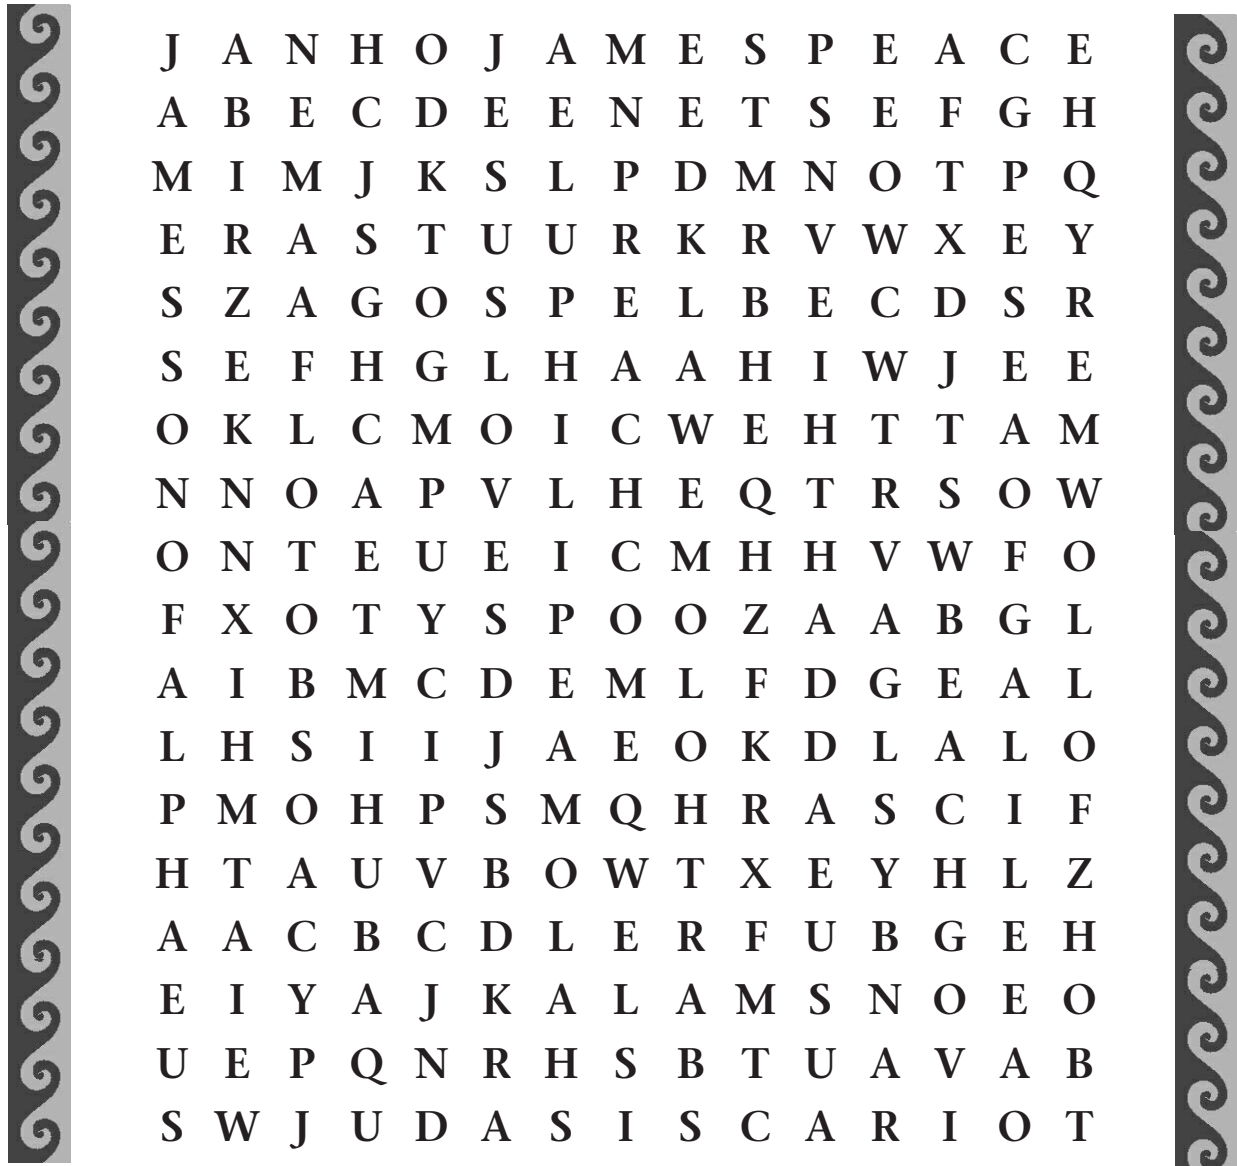 J A N H O J A M E S P E A C E
A B E C D E E N E T S E F G H
M I M J K S L P D M N O T P Q
E R A S T U U R K R V W X E Y
S Z A G O S P E L B E C D S R
S E F H G L H A A H I W J E E
O K L C M O I C W E H T T A M
N N O A P V L H E Q T R S O W
O N T E U E I C M H H V W F O
F X O T Y S P O O Z A A B G L
A I B M C D E M L F D G E A L
L H S I I J A E O K D L A L O
P M O H P S M Q H R A S C I F
H T A U V B O W T X E Y H L Z
A A C B C D L E R F U B G E H
E I Y A J K A L A M S N O E O
U E P Q N R H S B T U A V A B
S W J U D A S I S C A R I O T